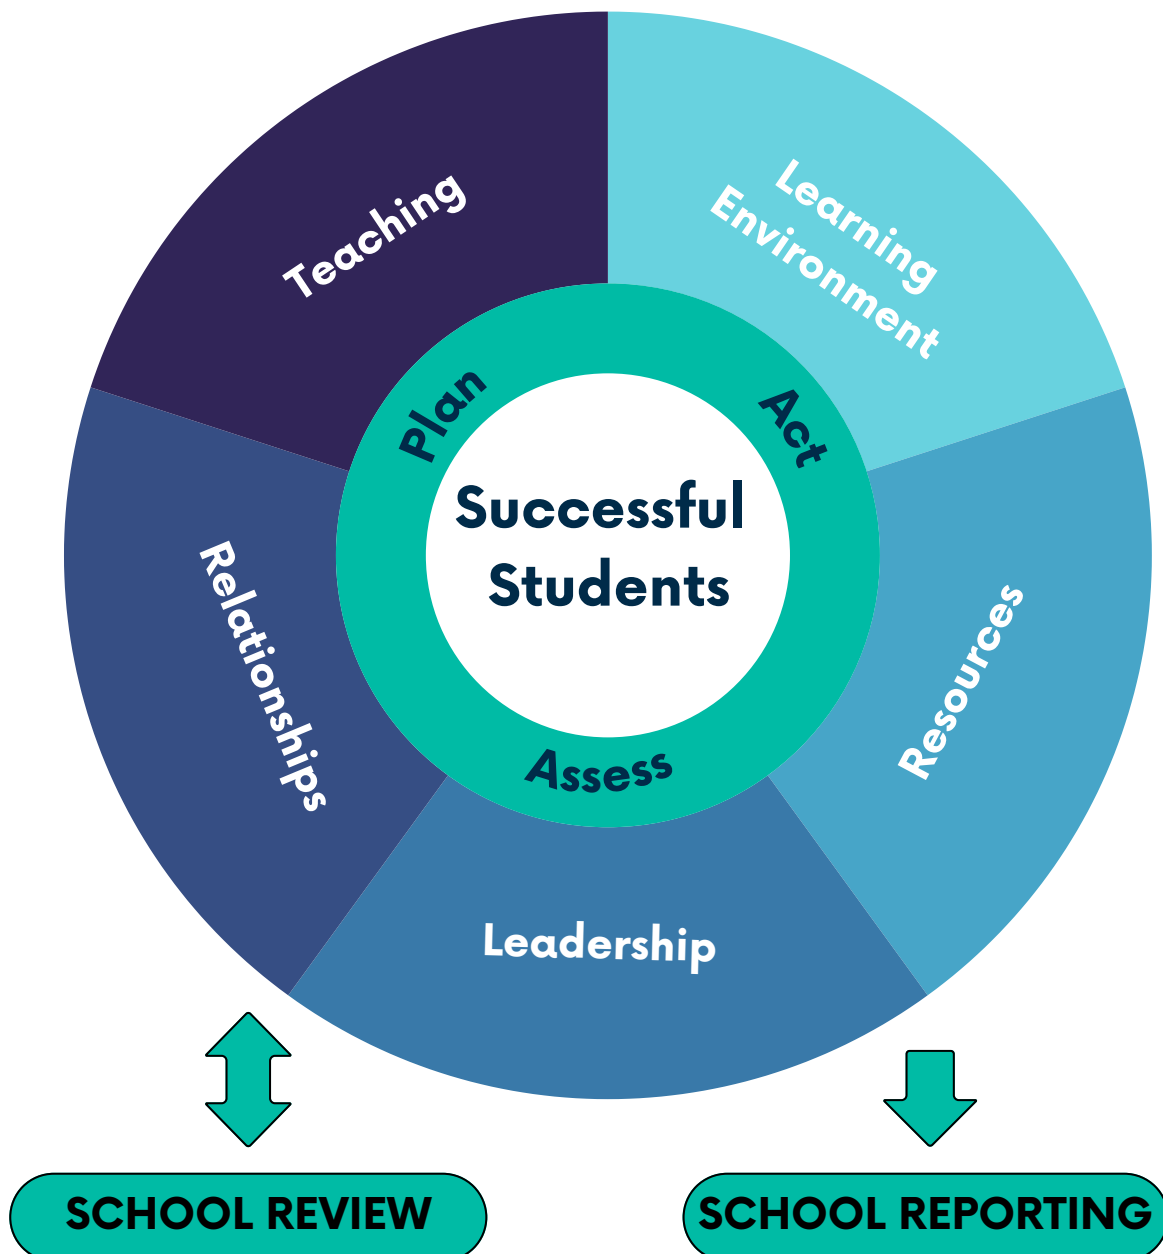 Teaching
Learning
Environment
Plan
Act
Successful
Students
Relationships
Resources
Assess
Leadership
SCHOOL REVIEW
SCHOOL REPORTING